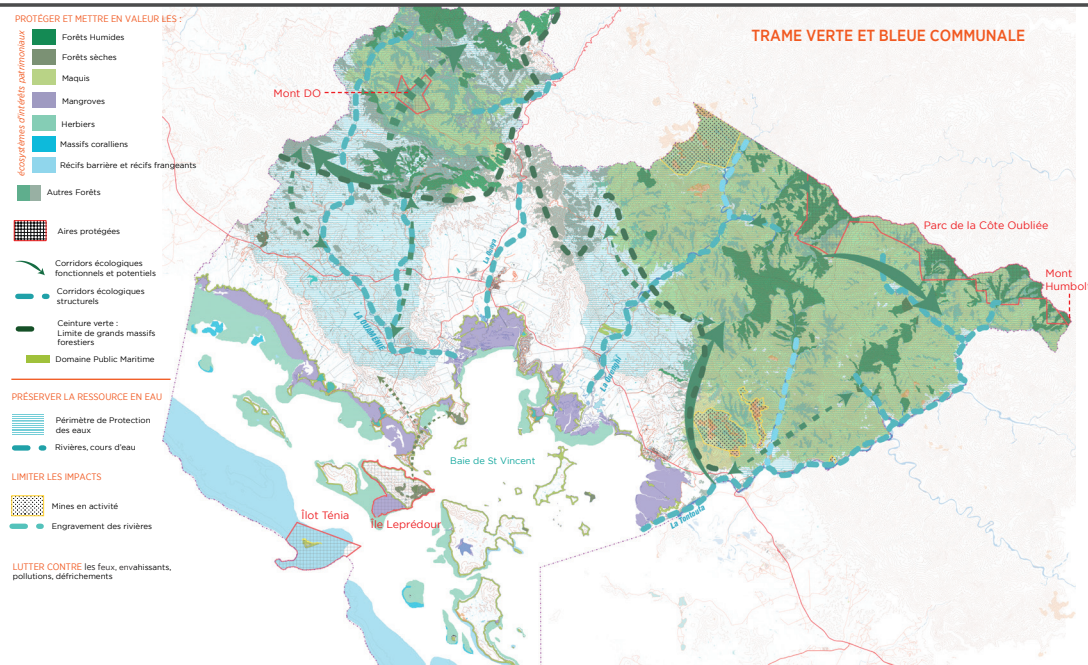 PROTÉGER ET METTRE EN VALEUR LES :
écosystèmes d'intérêts patrimoniaux
Forêts Humides
Forêts sèches
Maquis
Mangroves
Herbiers
Massifs coralliens
Récifs barrière et récifs frangeants
Autres Forêts
Aires protégées
Corridors écologiques
fonctionnels et potentiels
Corridors écologiques
structurels
Ceinture verte :
Limite de grands massifs
forestiers
Domaine Public Maritime
PRÉSERVER LA RESSOURCE EN EAU
Périmètre de Protection
des eaux
Rivières, cours d'eau
LIMITER LES IMPACTS
Mines en activité
Engravement des rivières
LUTTER CONTRE les feux, envahissants,
pollutions, défrichements
TRAME VERTE ET BLEUE COMMUNALE
Mont DO
Parc de la Côte Oubliée
Mont
Humbolt
LA OUAMENIE
La Ouenghi
Baie de St Vincent
La Tontouta
Îlot Ténia
Île Leprédour